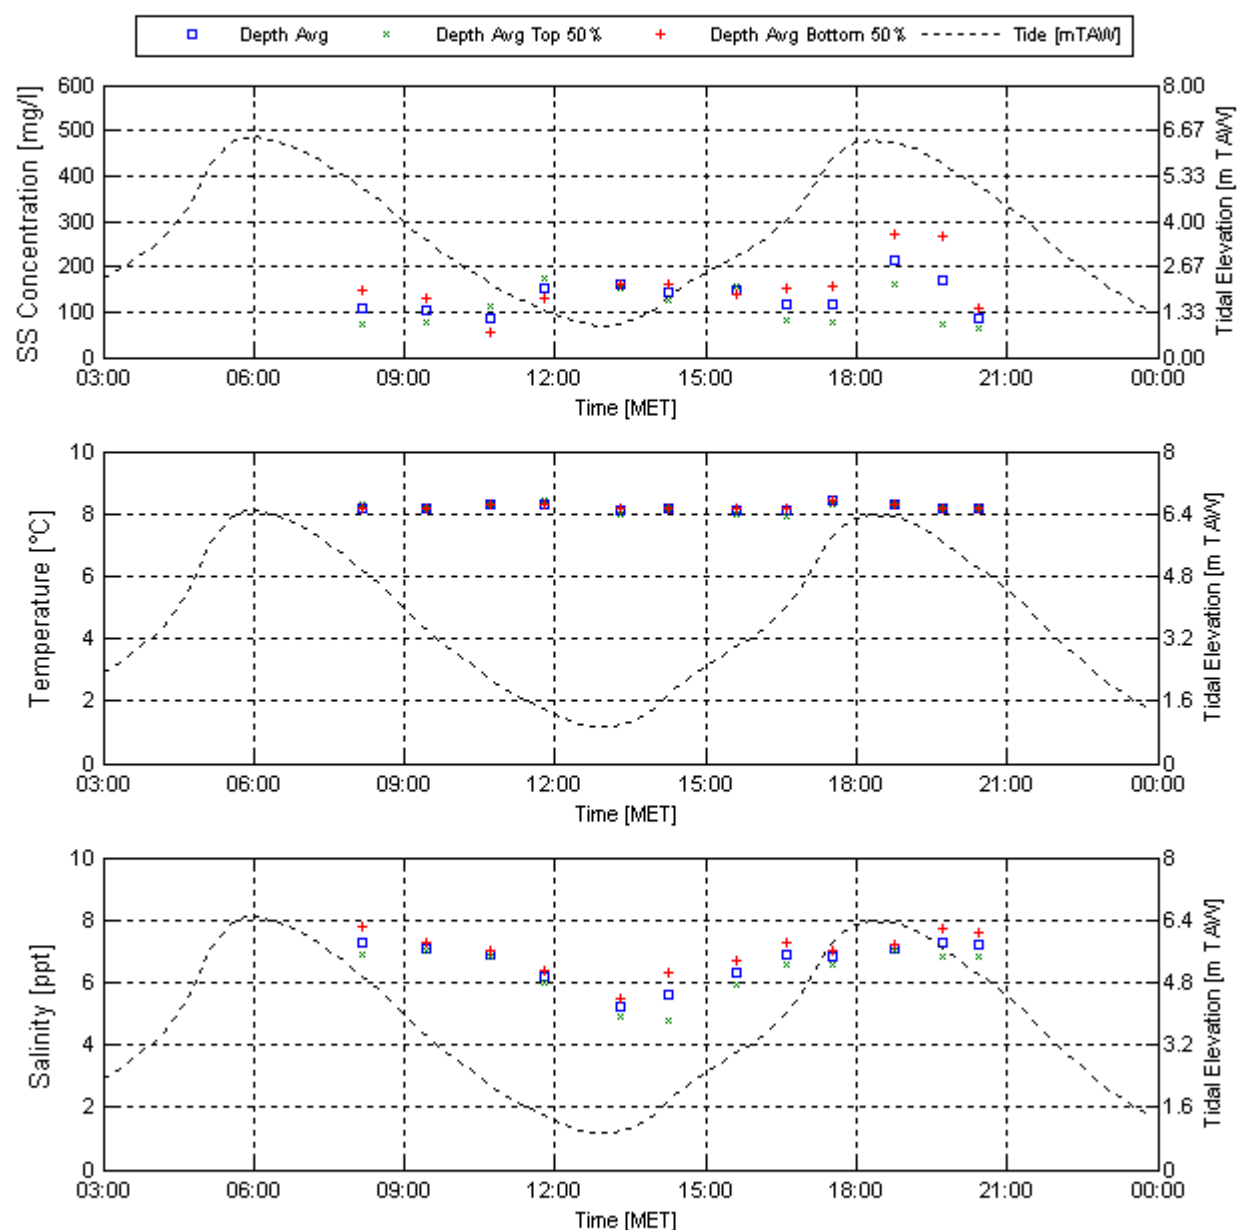 Depth Avg Depth Avg Top 50% Depth Avg Bottom 50% Tide [mTAW]
SS Concentration [mg/l]
600
500
400
300
200
100
0
8.00
6.67
5.33
4.00
2.67
1.33
0.00
Tidal Elevation [m TAW]
03:00 06:00 09:00 12:00 15:00 18:00 21:00 00:00
Time [MET]
Temperature [°C]
10
8
6
4
2
0
8
6.4
4.8
3.2
1.6
0
Tidal Elevation [m TAW]
03:00 06:00 09:00 12:00 15:00 18:00 21:00 00:00
Time [MET]
Salinity [ppt]
10
8
6
4
2
0
8
6.4
4.8
3.2
1.6
0
Tidal Elevation [m TAW]
03:00 06:00 09:00 12:00 15:00 18:00 21:00 00:00
Time [MET]